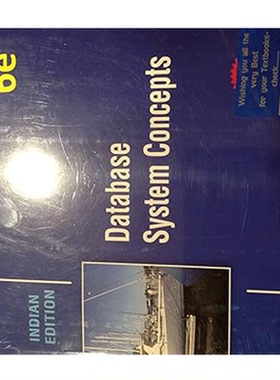 6e
Database
System Concepts
INDIAN
EDITION
Wishing you all the
very Best
for your Textbooks-
check